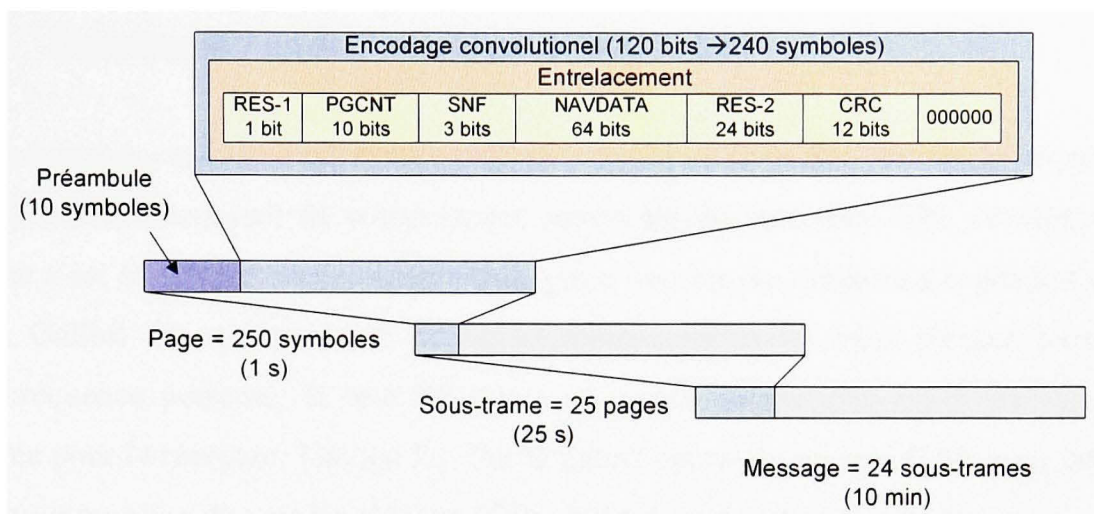 Encodage convolutionel (120 bits →240 symboles)
Entrelacement
RES-1 PGCNT SNF NAVDATA RES-2 CRC 000000
1 bit 10 bits 3 bits 64 bits 24 bits 12 bits
Préambule
(10 symboles)
Page = 250 symboles
(1 s)
Sous-trame = 25 pages
(25 s)
Message = 24 sous-trames
(10 min)